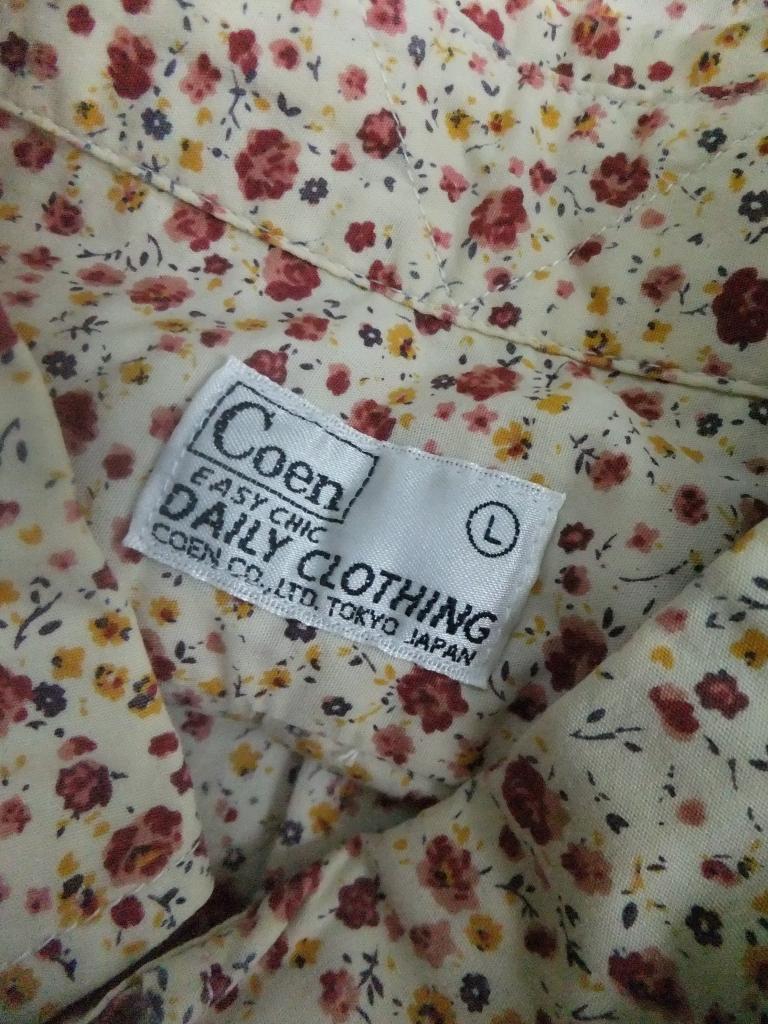 Coen
EASY CHIC
L
DAILY CLOTHING
COEN CO.,LTD. TOKYO JAPAN